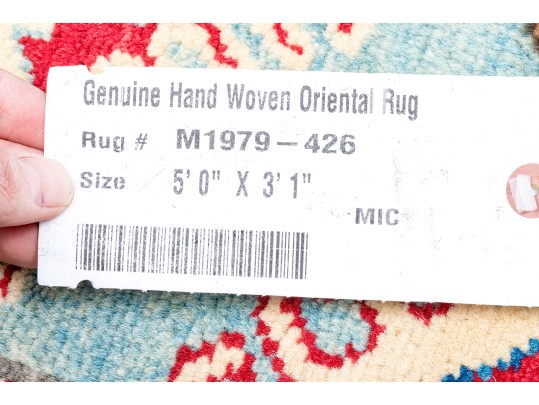 Genuine Hand Woven Oriental Rug
Rug # M1979-426
Size 5'0" X 3'1"
MIC